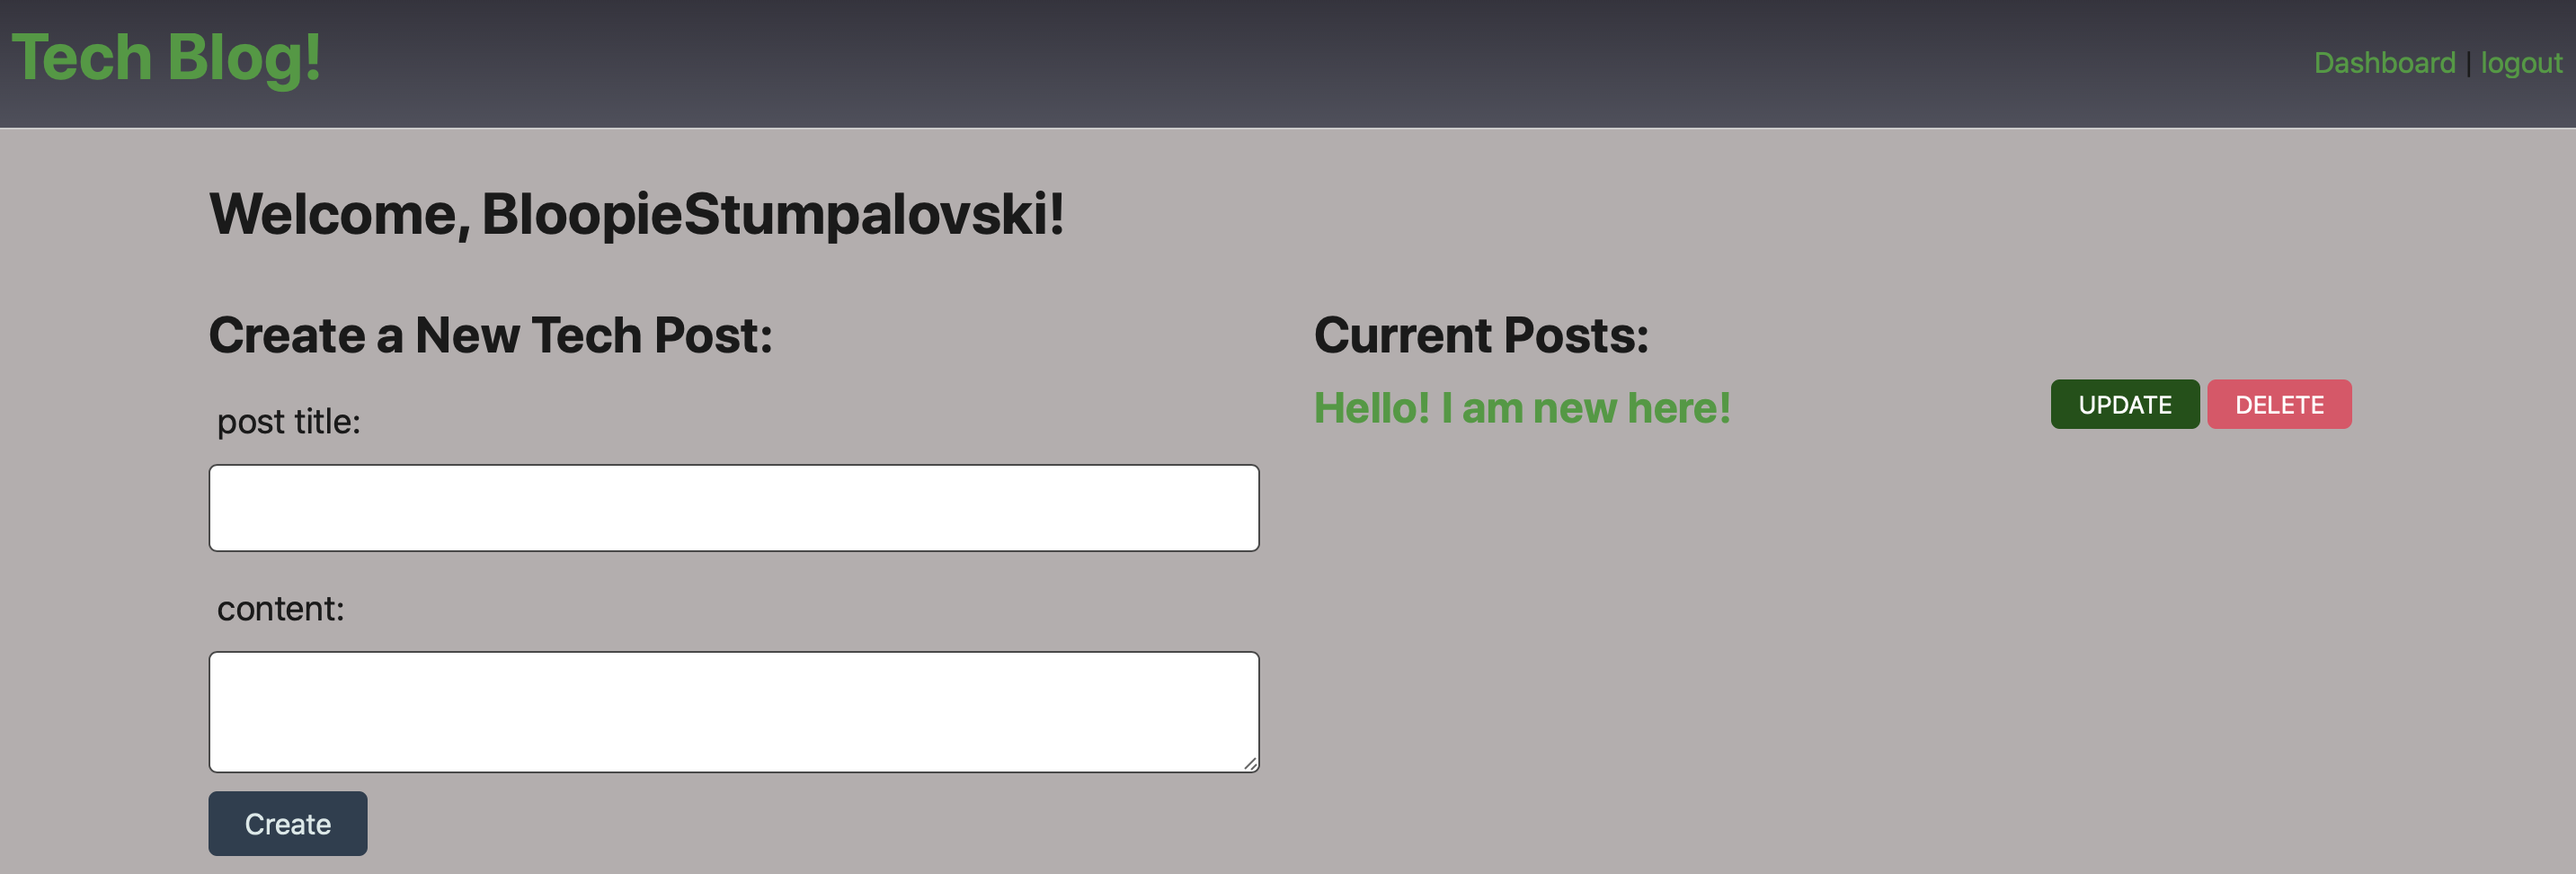 Tech Blog!
Dashboard | logout
Welcome, BloopieStumpalovski!
Create a New Tech Post:
post title:
content:
Create
Current Posts:
Hello! I am new here!
UPDATE DELETE